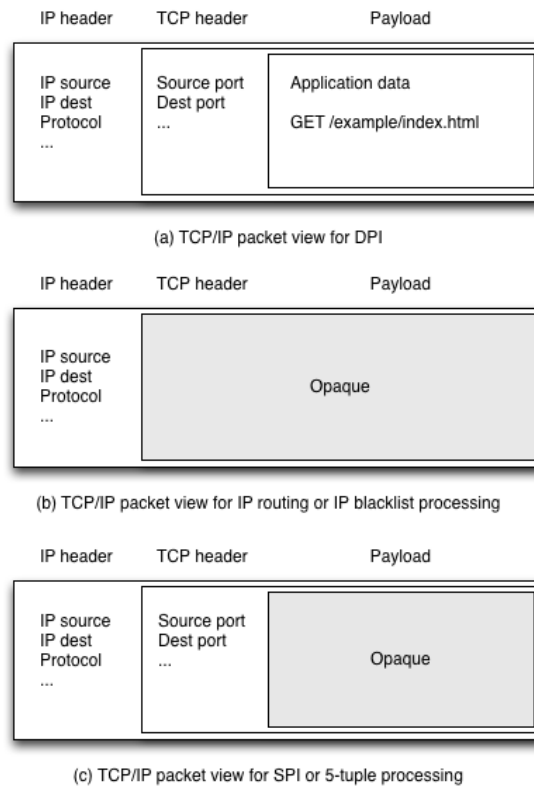 IP header TCP header Payload
IP source Source port Application data
IP dest Dest port
Protocol ... GET /example/index.html
...
(a) TCP/IP packet view for DPI
IP header TCP header Payload
IP source
IP dest
Protocol
...
Opaque
(b) TCP/IP packet view for IP routing or IP blacklist processing
IP header TCP header Payload
IP source Source port
IP dest Dest port
Protocol ...
...
Opaque
(c) TCP/IP packet view for SPI or 5-tuple processing